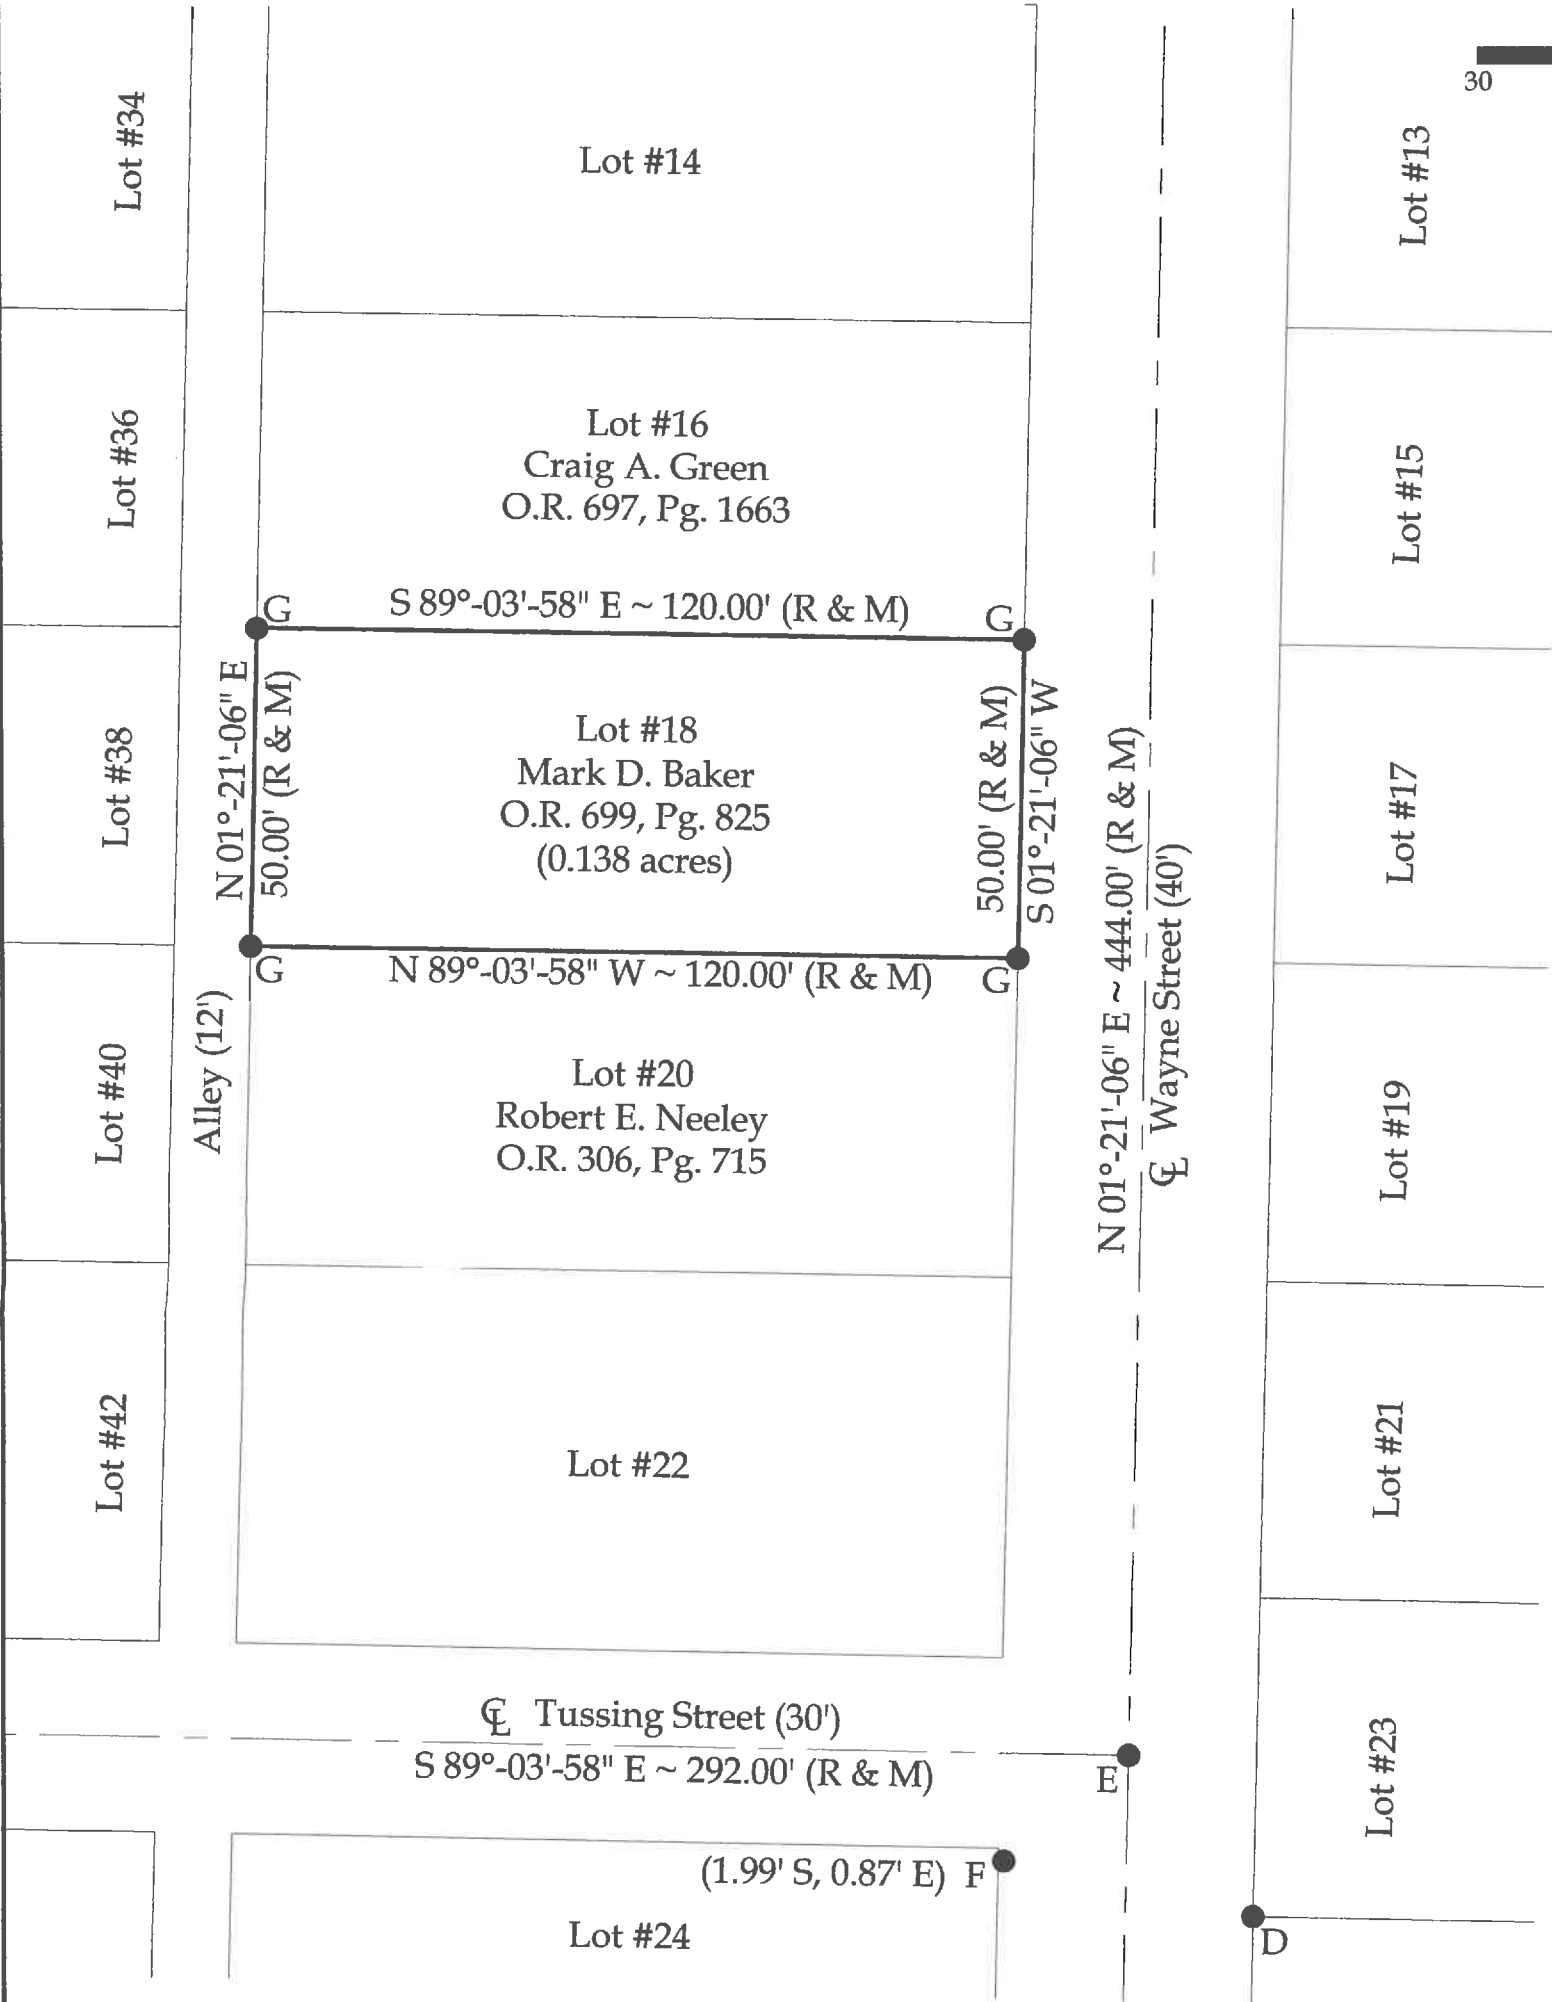 30
Lot #34
Lot #14
Lot #13
Lot #36
Lot #16
Craig A. Green
O.R. 697, Pg. 1663
Lot #15
S 89°-03'-58" E ~ 120.00' (R & M)
G
G
N 01°-21'-06" E
50.00' (R & M)
Lot #38
Lot #18
Mark D. Baker
O.R. 699, Pg. 825
(0.138 acres)
50.00' (R & M)
S 01°-21'-06" W
Lot #17
G
N 89°-03'-58" W ~ 120.00' (R & M)
G
N 01°-21'-06" E ~ 444.00' (R & M)
℄ Wayne Street (40')
Lot #40
Alley (12')
Lot #20
Robert E. Neeley
O.R. 306, Pg. 715
Lot #19
Lot #42
Lot #22
Lot #21
℄ Tussing Street (30')
S 89°-03'-58" E ~ 292.00' (R & M)
E
Lot #23
(1.99' S, 0.87' E) F
Lot #24
D